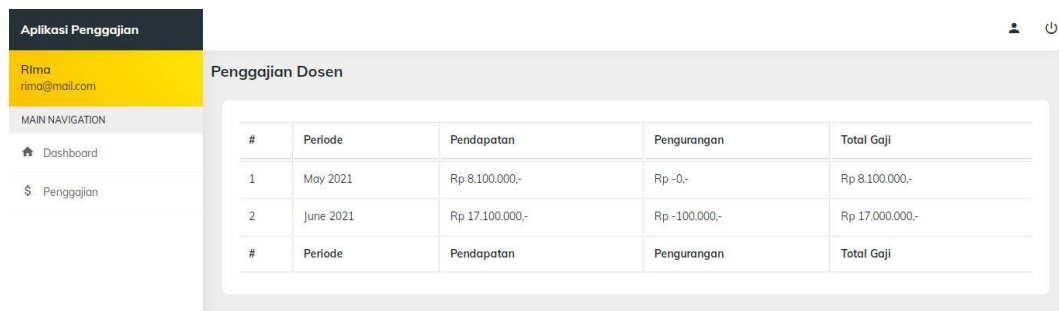 Aplikasi Penggajian
RIma
rima@mail.com
MAIN NAVIGATION
Dashboard
$ Penggajian
Penggajian Dosen
# Periode Pendapatan Pengurangan Total Gaji
1 May 2021 Rp 8.100.000,- Rp -0,- Rp 8.100.000,-
2 June 2021 Rp 17.100.000,- Rp -100.000,- Rp 17.000.000,-
# Periode Pendapatan Pengurangan Total Gaji